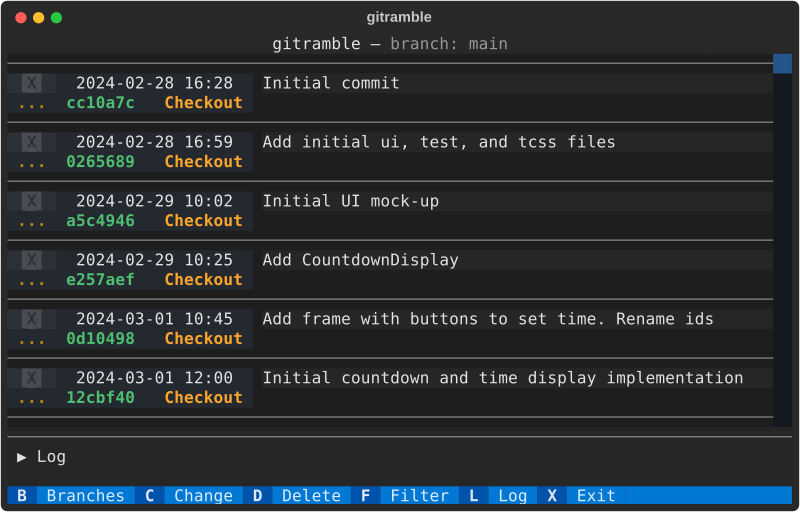 gitramble
gitramble — branch: main
X 2024-02-28 16:28 Initial commit
... cc10a7c Checkout
X 2024-02-28 16:59 Add initial ui, test, and tcss files
... 0265689 Checkout
X 2024-02-29 10:02 Initial UI mock-up
... a5c4946 Checkout
X 2024-02-29 10:25 Add CountdownDisplay
... e257aef Checkout
X 2024-03-01 10:45 Add frame with buttons to set time. Rename ids
... 0d10498 Checkout
X 2024-03-01 12:00 Initial countdown and time display implementation
... 12cbf40 Checkout
▶ Log
B Branches C Change D Delete F Filter L Log X Exit